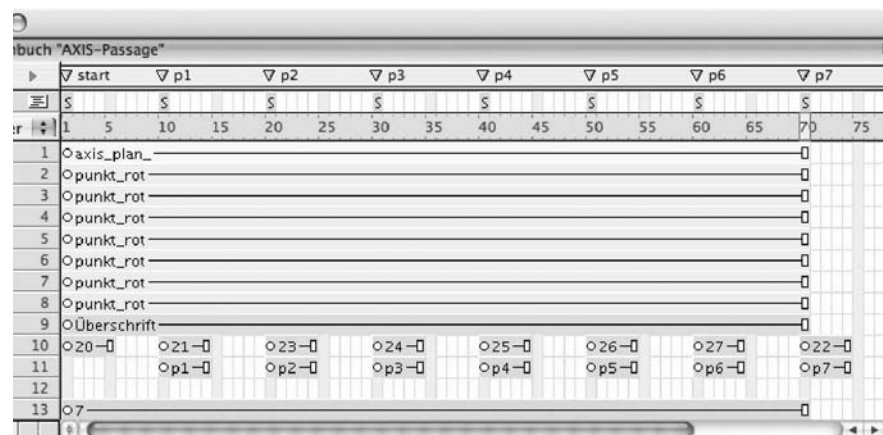 buch "AXIS-Passage"
start p1 p2 p3 p4 p5 p6 p7
S S S S S S S S
er 1 5 10 15 20 25 30 35 40 45 50 55 60 65 70 75
1 axis_plan_
2 punkt_rot
3 punkt_rot
4 punkt_rot
5 punkt_rot
6 punkt_rot
7 punkt_rot
8 punkt_rot
9 Überschrift
10 20 21 23 24 25 26 27 22
11 p1 p2 p3 p4 p5 p6 p7
12
13 7